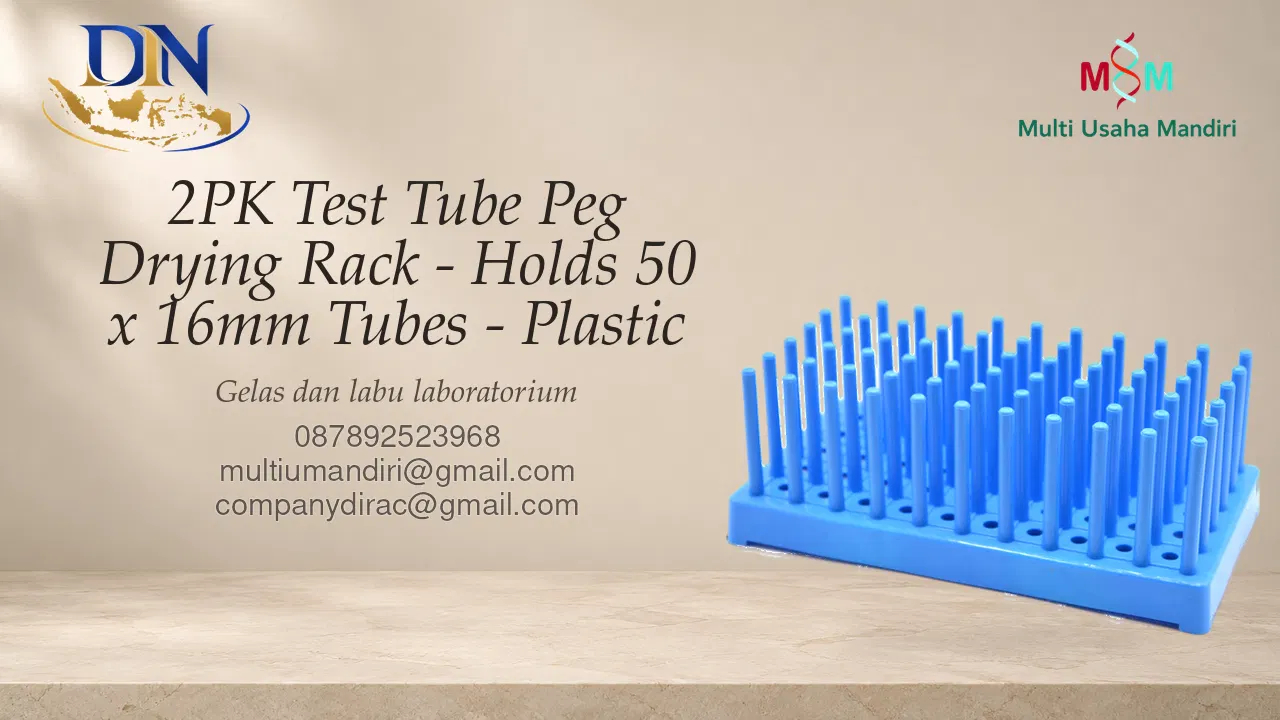 DN
M M
Multi Usaha Mandiri
2PK Test Tube Peg
Drying Rack - Holds 50
x 16mm Tubes - Plastic
Gelas dan labu laboratorium
087892523968
multiumandiri@gmail.com
companydirac@gmail.com